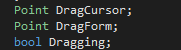 Point DragCursor;
Point DragForm;
bool Dragging;